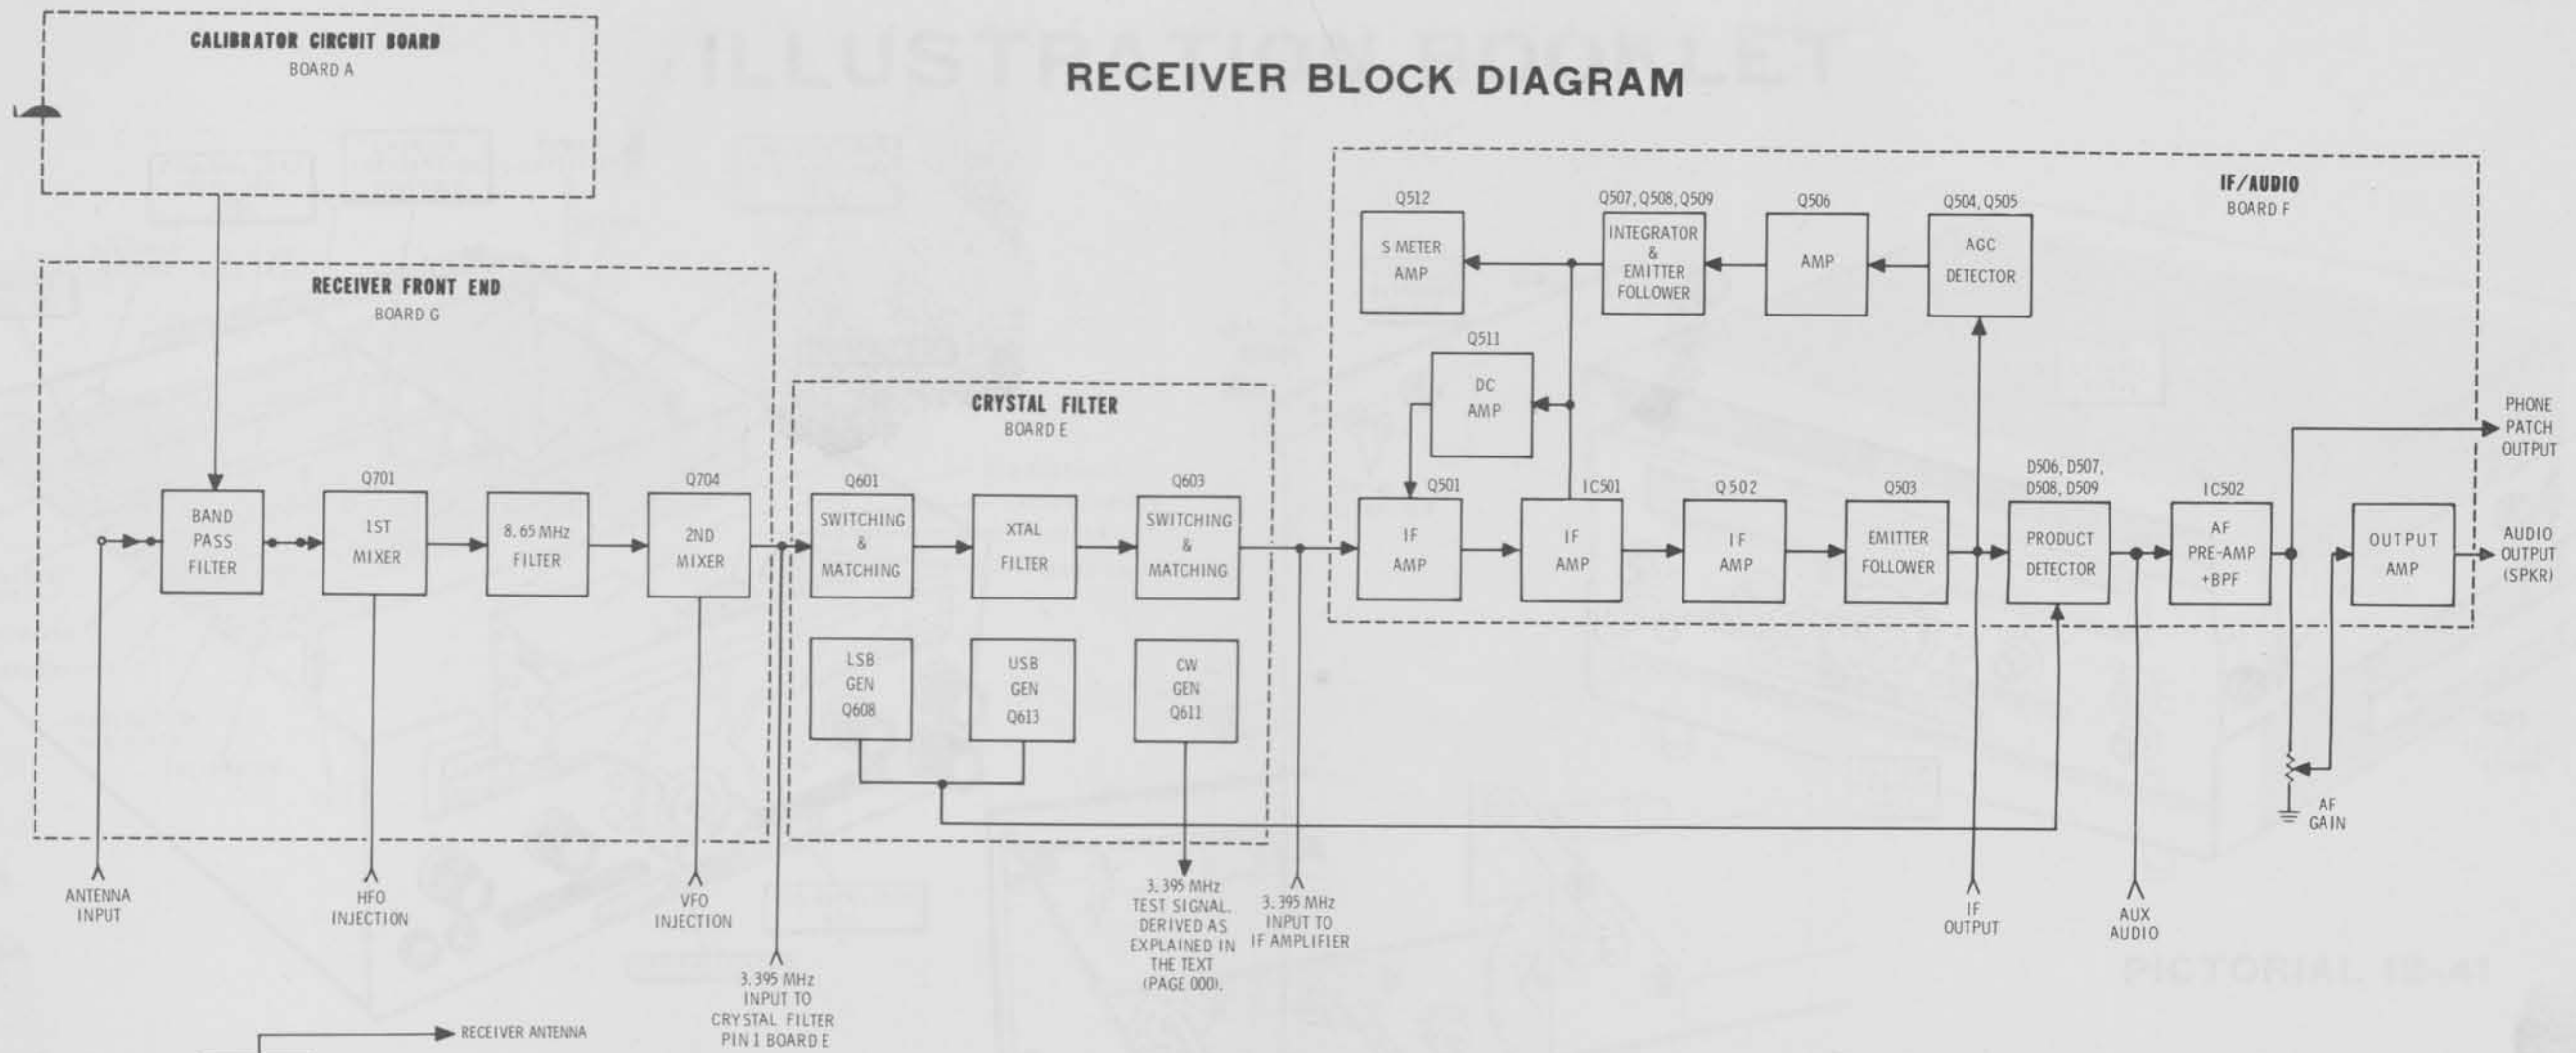 CALIBRATOR CIRCUIT BOARD
BOARD A
ILLUSTRATION BOOKLET
RECEIVER BLOCK DIAGRAM
RECEIVER FRONT END
BOARD G
BAND
PASS
FILTER
Q701
1ST
MIXER
8.65 MHz
FILTER
Q704
2ND
MIXER
ANTENNA
INPUT
HFO
INJECTION
VFO
INJECTION
CRYSTAL FILTER
BOARD E
Q601
SWITCHING
&
MATCHING
XTAL
FILTER
Q603
SWITCHING
&
MATCHING
LSB
GEN
Q608
USB
GEN
Q613
CW
GEN
Q611
3.395 MHz
INPUT TO
CRYSTAL FILTER
PIN 1 BOARD E
3.395 MHz
TEST SIGNAL.
DERIVED AS
EXPLAINED IN
THE TEXT
(PAGE 000).
3.395 MHz
INPUT TO
IF AMPLIFIER
IF/AUDIO
BOARD F
Q512
S METER
AMP
Q507, Q508, Q509
INTEGRATOR
&
EMITTER
FOLLOWER
Q506
AMP
Q504, Q505
AGC
DETECTOR
Q511
DC
AMP
Q501
IF
AMP
IC501
IF
AMP
Q502
IF
AMP
Q503
EMITTER
FOLLOWER
D506, D507,
D508, D509
PRODUCT
DETECTOR
IC502
AF
PRE-AMP
+BPF
OUTPUT
AMP
PHONE
PATCH
OUTPUT
AUDIO
OUTPUT
(SPKR)
AF
GAIN
IF
OUTPUT
AUX
AUDIO
PICTORIAL 12-41
RECEIVER ANTENNA